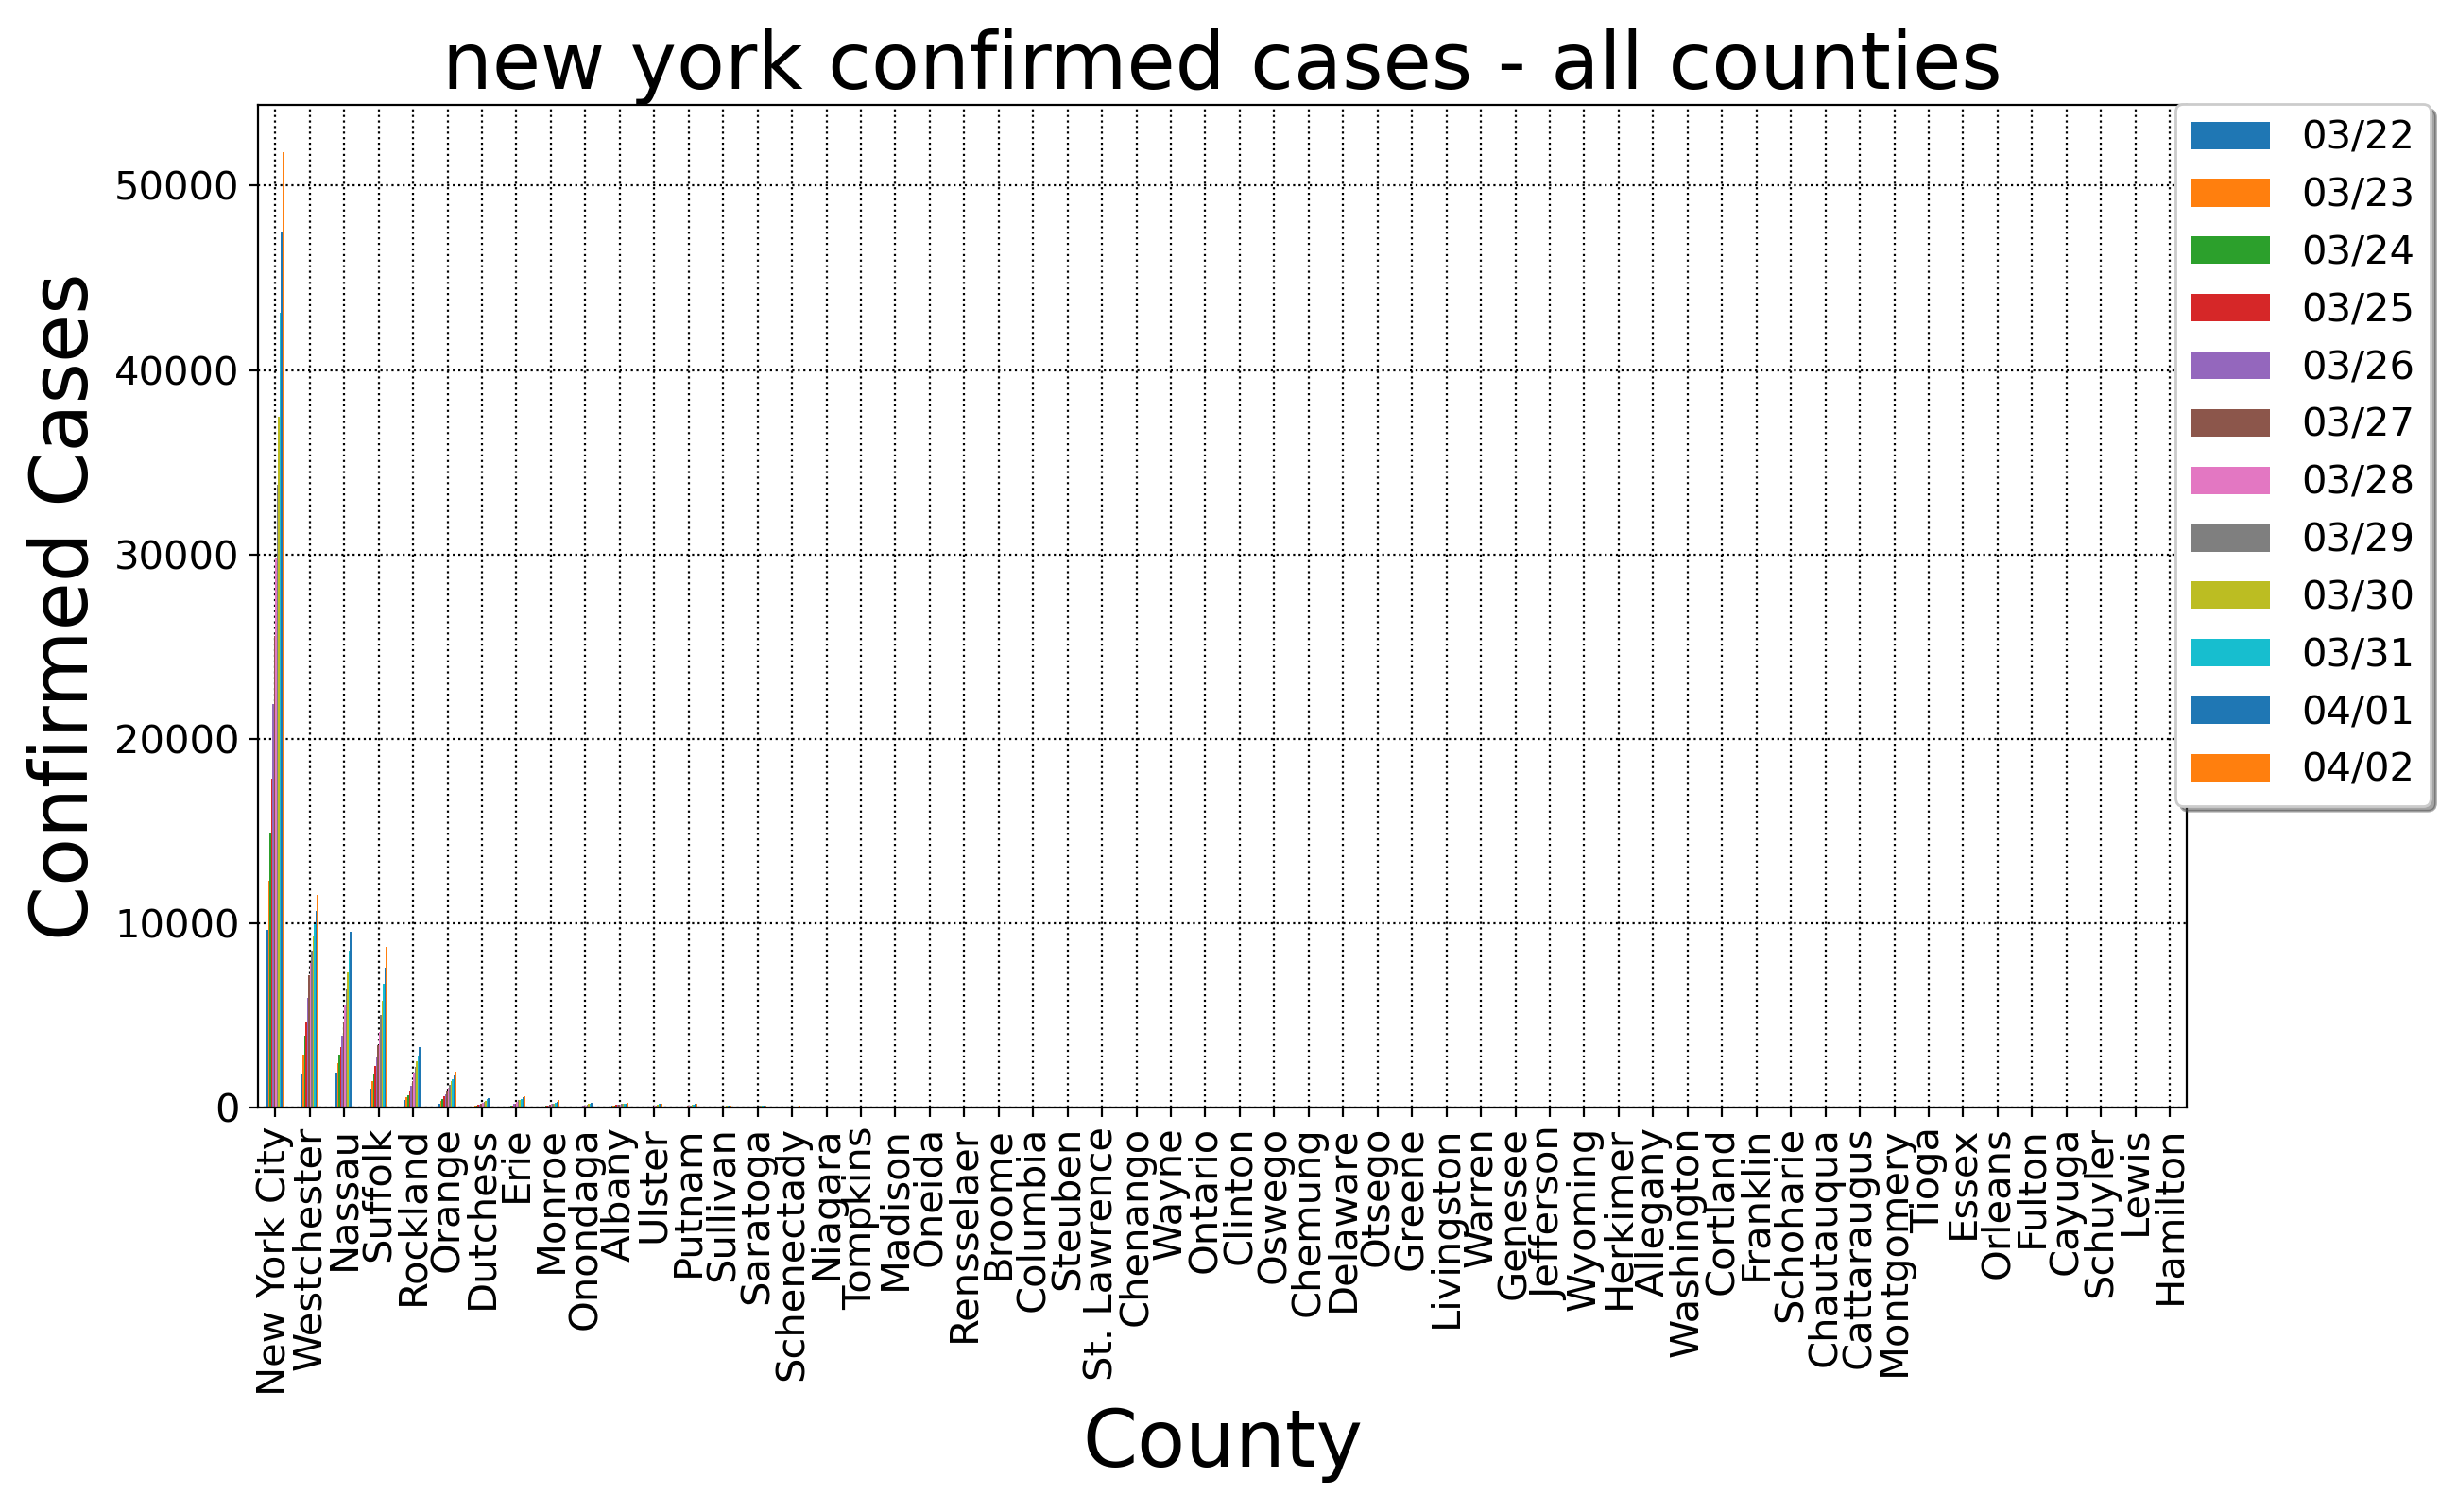 new york confirmed cases - all counties
Confirmed Cases
50000
40000
30000
20000
10000
0
03/22
03/23
03/24
03/25
03/26
03/27
03/28
03/29
03/30
03/31
04/01
04/02
New York City
Westchester
Nassau
Suffolk
Rockland
Orange
Dutchess
Erie
Monroe
Onondaga
Albany
Ulster
Putnam
Sullivan
Saratoga
Schenectady
Niagara
Tompkins
Madison
Oneida
Rensselaer
Broome
Columbia
Steuben
St. Lawrence
Chenango
Wayne
Ontario
Clinton
Oswego
Chemung
Delaware
Otsego
Greene
Livingston
Warren
Genesee
Jefferson
Wyoming
Herkimer
Allegany
Washington
Cortland
Franklin
Schoharie
Chautauqua
Cattaraugus
Montgomery
Tioga
Essex
Orleans
Fulton
Cayuga
Schuyler
Lewis
Hamilton
County